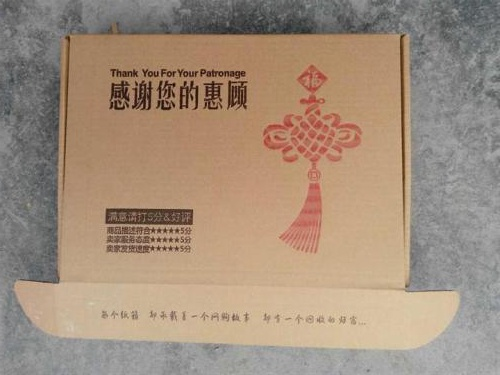 Thank You For Your Patronage
感谢您的惠顾
福
满意请打5分&好评
商品描述符合★★★★★5分
卖家服务态度★★★★★5分
卖家发货速度★★★★★5分
每个纸箱 都承载着一个网购故事 都有一个回收的好窝...